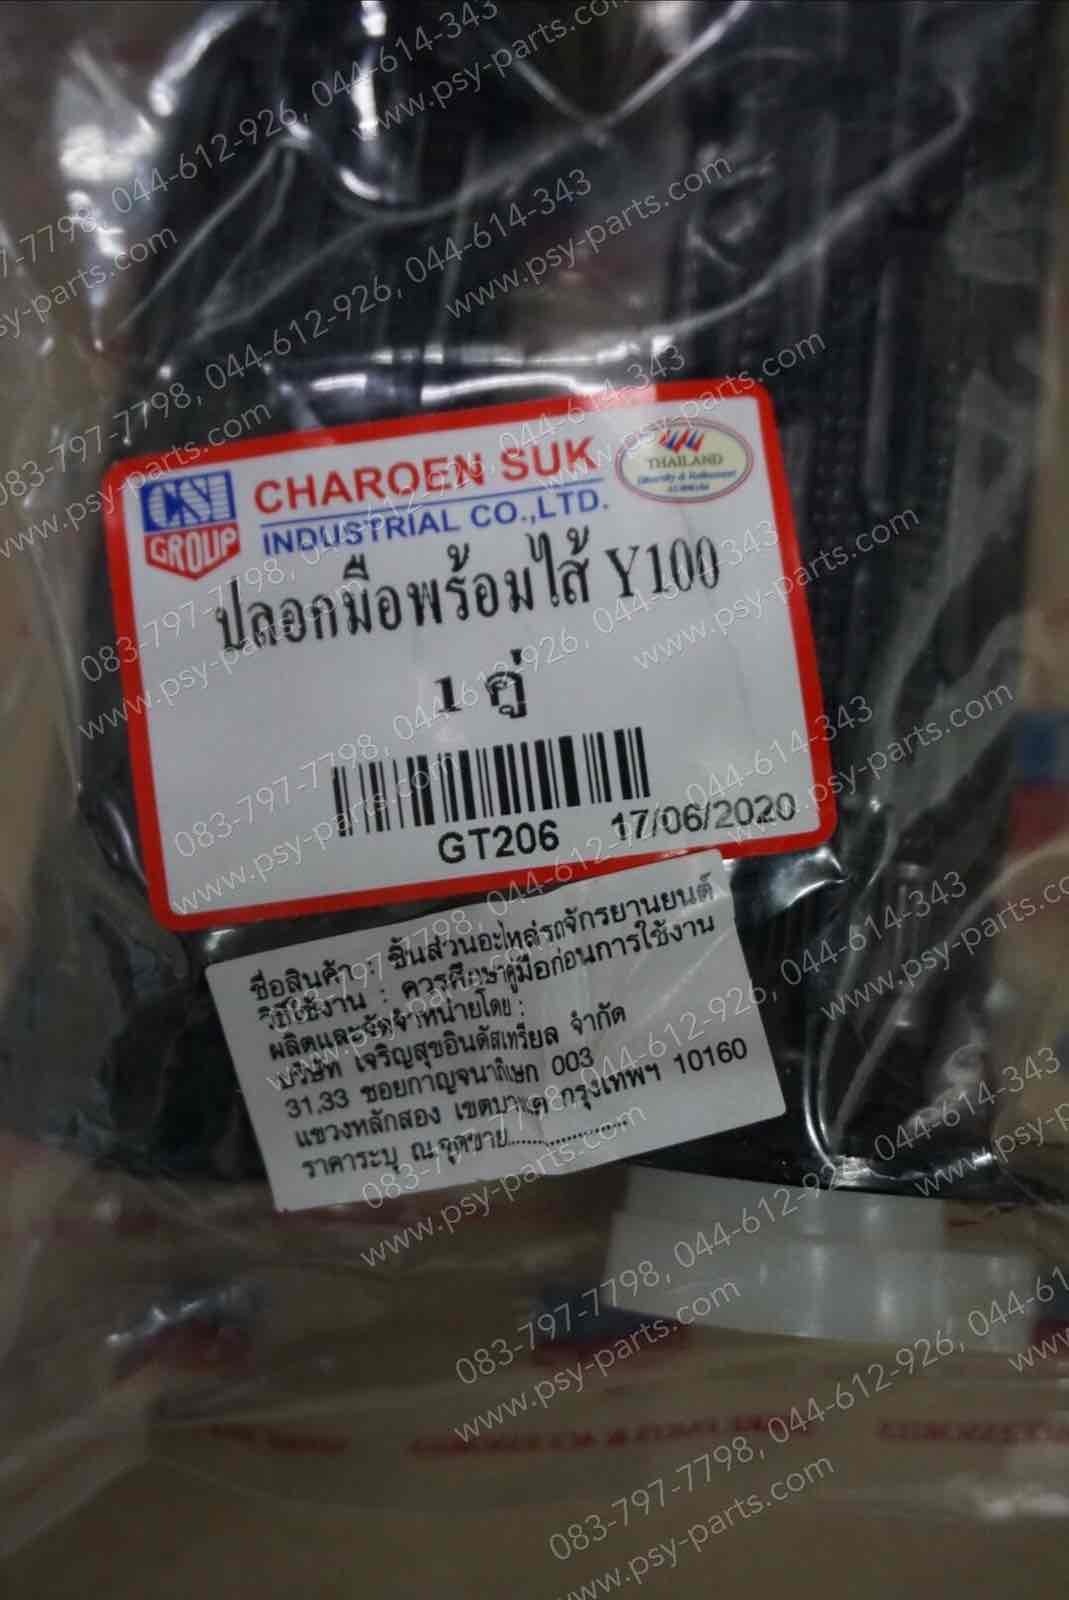 CSI
GROUP
CHAROEN SUK
INDUSTRIAL CO.,LTD.
THAILAND
ปลอกมือพร้อมไส้ Y100
1 คู่
GT206 17/06/2020
ชื่อสินค้า : ชิ้นส่วนอะไหล่รถจักรยานยนต์
วิธีใช้งาน : ควรศึกษาคู่มือก่อนการใช้งาน
ผลิตและจัดจำหน่ายโดย :
บริษัท เจริญสุขอินดัสเทรียล จำกัด
31,33 ซอยกาญจนาภิเษก 003
แขวงหลักสอง เขตบางแค กรุงเทพฯ 10160
ราคาระบุ ณ จุดขาย
083-797-7798, 044-612-926, 044-614-343
www.psy-parts.com